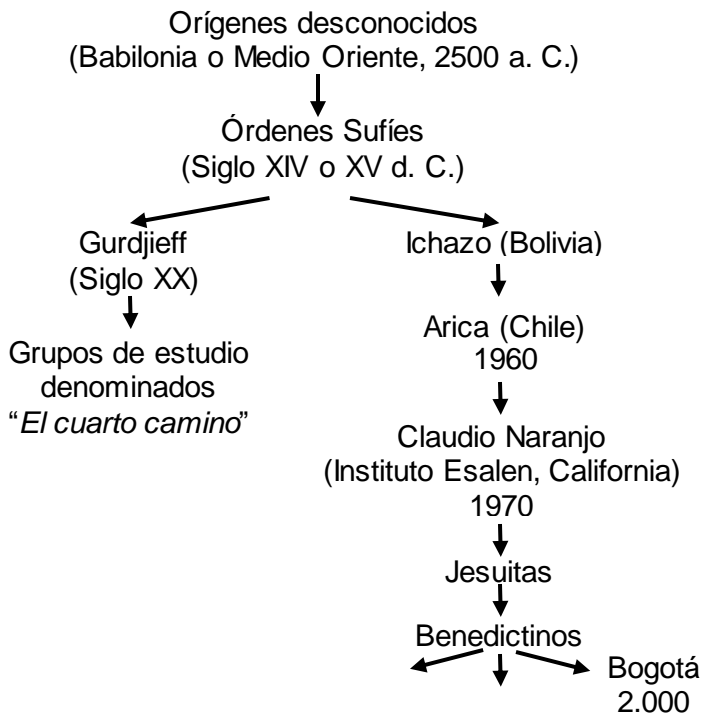 Orígenes desconocidos
(Babilonia o Medio Oriente, 2500 a. C.)
Órdenes Sufíes
(Siglo XIV o XV d. C.)
Gurdjieff
(Siglo XX)
Grupos de estudio
denominados
“El cuarto camino”
Ichazo (Bolivia)
Arica (Chile)
1960
Claudio Naranjo
(Instituto Esalen, California)
1970
Jesuitas
Benedictinos
Bogotá
2.000